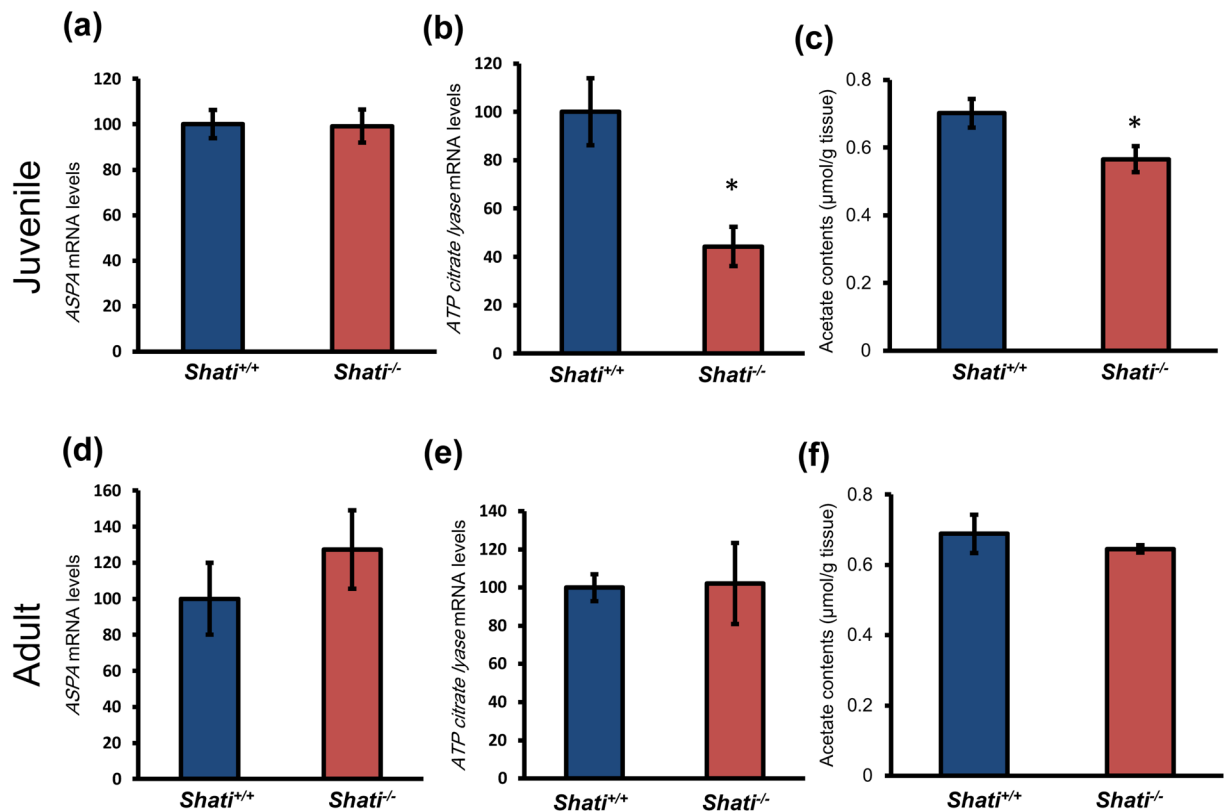 (a)
(b)
(c)
Juvenile
ASPA mRNA levels
120
100
80
60
40
20
0
Shati+/+ Shati-/-
ATP citrate lyase mRNA levels
120
100
80
60
40
20
0
Shati+/+ Shati-/-
*
Acetate contents (μmol/g tissue)
0.8
0.6
0.4
0.2
0
Shati+/+ Shati-/-
*
(d)
(e)
(f)
Adult
ASPA mRNA levels
160
140
120
100
80
60
40
20
0
Shati+/+ Shati-/-
ATP citrate lyase mRNA levels
140
120
100
80
60
40
20
0
Shati+/+ Shati-/-
Acetate contents (μmol/g tissue)
0.8
0.6
0.4
0.2
0
Shati+/+ Shati-/-